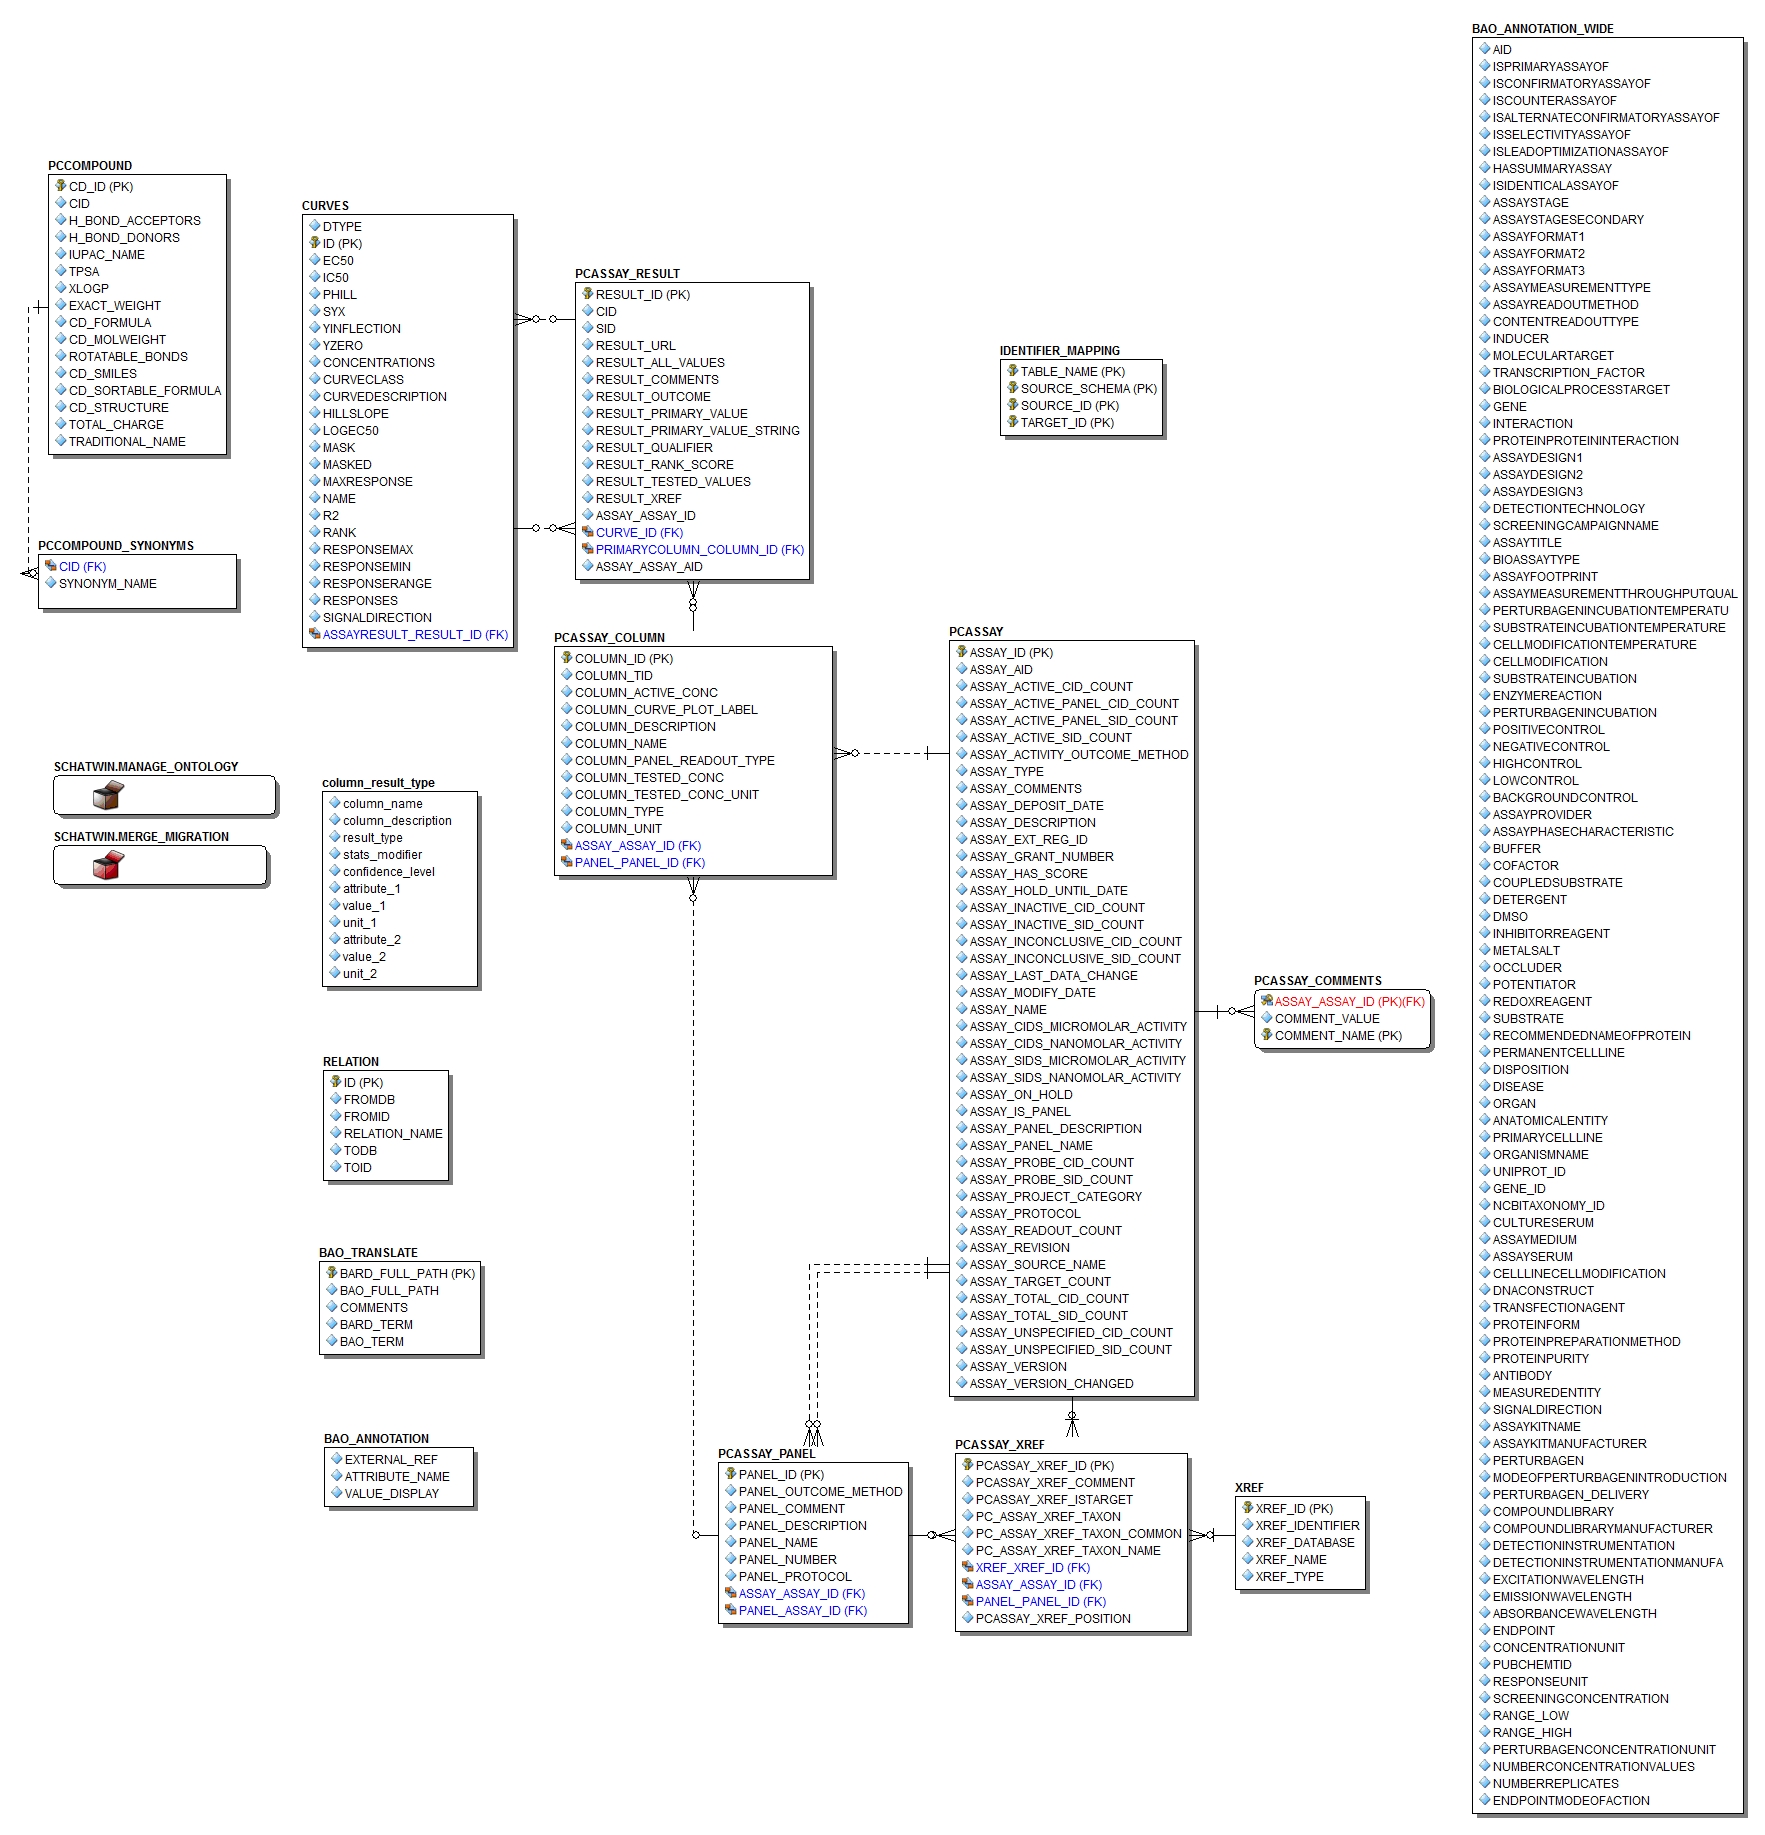 PCCOMPOUND
CD_ID (PK)
CID
H_BOND_ACCEPTORS
H_BOND_DONORS
IUPAC_NAME
TPSA
XLOGP
EXACT_WEIGHT
CD_FORMULA
CD_MOLWEIGHT
ROTATABLE_BONDS
CD_SMILES
CD_SORTABLE_FORMULA
CD_STRUCTURE
TOTAL_CHARGE
TRADITIONAL_NAME
PCCOMPOUND_SYNONYMS
CID (FK)
SYNONYM_NAME
SCHATWIN.MANAGE_ONTOLOGY
SCHATWIN.MERGE_MIGRATION
CURVES
DTYPE
ID (PK)
EC50
IC50
PHILL
SYX
YINFLECTION
YZERO
CONCENTRATIONS
CURVECLASS
CURVEDESCRIPTION
HILLSLOPE
LOGEC50
MASK
MASKED
MAXRESPONSE
NAME
R2
RANK
RESPONSEMAX
RESPONSEMIN
RESPONSERANGE
RESPONSES
SIGNALDIRECTION
ASSAYRESULT_RESULT_ID (FK)
column_result_type
column_name
column_description
result_type
stats_modifier
confidence_level
attribute_1
value_1
unit_1
attribute_2
value_2
unit_2
RELATION
ID (PK)
FROMDB
FROMID
RELATION_NAME
TODB
TOID
BAO_TRANSLATE
BARD_FULL_PATH (PK)
BAO_FULL_PATH
COMMENTS
BARD_TERM
BAO_TERM
BAO_ANNOTATION
EXTERNAL_REF
ATTRIBUTE_NAME
VALUE_DISPLAY
PCASSAY_RESULT
RESULT_ID (PK)
CID
SID
RESULT_URL
RESULT_ALL_VALUES
RESULT_COMMENTS
RESULT_OUTCOME
RESULT_PRIMARY_VALUE
RESULT_PRIMARY_VALUE_STRING
RESULT_QUALIFIER
RESULT_RANK_SCORE
RESULT_TESTED_VALUES
RESULT_XREF
ASSAY_ASSAY_ID
CURVE_ID (FK)
PRIMARYCOLUMN_COLUMN_ID (FK)
ASSAY_ASSAY_AID
PCASSAY_COLUMN
COLUMN_ID (PK)
COLUMN_TID
COLUMN_ACTIVE_CONC
COLUMN_CURVE_PLOT_LABEL
COLUMN_DESCRIPTION
COLUMN_NAME
COLUMN_PANEL_READOUT_TYPE
COLUMN_TESTED_CONC
COLUMN_TESTED_CONC_UNIT
COLUMN_TYPE
COLUMN_UNIT
ASSAY_ASSAY_ID (FK)
PANEL_PANEL_ID (FK)
PCASSAY_PANEL
PANEL_ID (PK)
PANEL_OUTCOME_METHOD
PANEL_COMMENT
PANEL_DESCRIPTION
PANEL_NAME
PANEL_NUMBER
PANEL_PROTOCOL
ASSAY_ASSAY_ID (FK)
PANEL_ASSAY_ID (FK)
IDENTIFIER_MAPPING
TABLE_NAME (PK)
SOURCE_SCHEMA (PK)
SOURCE_ID (PK)
TARGET_ID (PK)
PCASSAY
ASSAY_ID (PK)
ASSAY_AID
ASSAY_ACTIVE_CID_COUNT
ASSAY_ACTIVE_PANEL_CID_COUNT
ASSAY_ACTIVE_PANEL_SID_COUNT
ASSAY_ACTIVE_SID_COUNT
ASSAY_ACTIVITY_OUTCOME_METHOD
ASSAY_TYPE
ASSAY_COMMENTS
ASSAY_DEPOSIT_DATE
ASSAY_DESCRIPTION
ASSAY_EXT_REG_ID
ASSAY_GRANT_NUMBER
ASSAY_HAS_SCORE
ASSAY_HOLD_UNTIL_DATE
ASSAY_INACTIVE_CID_COUNT
ASSAY_INACTIVE_SID_COUNT
ASSAY_INCONCLUSIVE_CID_COUNT
ASSAY_INCONCLUSIVE_SID_COUNT
ASSAY_LAST_DATA_CHANGE
ASSAY_MODIFY_DATE
ASSAY_NAME
ASSAY_CIDS_MICROMOLAR_ACTIVITY
ASSAY_CIDS_NANOMOLAR_ACTIVITY
ASSAY_SIDS_MICROMOLAR_ACTIVITY
ASSAY_SIDS_NANOMOLAR_ACTIVITY
ASSAY_ON_HOLD
ASSAY_IS_PANEL
ASSAY_PANEL_DESCRIPTION
ASSAY_PANEL_NAME
ASSAY_PROBE_CID_COUNT
ASSAY_PROBE_SID_COUNT
ASSAY_PROJECT_CATEGORY
ASSAY_PROTOCOL
ASSAY_READOUT_COUNT
ASSAY_REVISION
ASSAY_SOURCE_NAME
ASSAY_TARGET_COUNT
ASSAY_TOTAL_CID_COUNT
ASSAY_TOTAL_SID_COUNT
ASSAY_UNSPECIFIED_CID_COUNT
ASSAY_UNSPECIFIED_SID_COUNT
ASSAY_VERSION
ASSAY_VERSION_CHANGED
PCASSAY_XREF
PCASSAY_XREF_ID (PK)
PCASSAY_XREF_COMMENT
PCASSAY_XREF_ISTARGET
PC_ASSAY_XREF_TAXON
PC_ASSAY_XREF_TAXON_COMMON
PC_ASSAY_XREF_TAXON_NAME
XREF_XREF_ID (FK)
ASSAY_ASSAY_ID (FK)
PANEL_PANEL_ID (FK)
PCASSAY_XREF_POSITION
PCASSAY_COMMENTS
ASSAY_ASSAY_ID (PK)(FK)
COMMENT_VALUE
COMMENT_NAME (PK)
XREF
XREF_ID (PK)
XREF_IDENTIFIER
XREF_DATABASE
XREF_NAME
XREF_TYPE
BAO_ANNOTATION_WIDE
AID
ISPRIMARYASSAYOF
ISCONFIRMATORYASSAYOF
ISCOUNTERASSAYOF
ISALTERNATECONFIRMATORYASSAYOF
ISSELECTIVITYASSAYOF
ISLEADOPTIMIZATIONASSAYOF
HASSUMMARYASSAY
ISIDENTICALASSAYOF
ASSAYSTAGE
ASSAYSTAGESECONDARY
ASSAYFORMAT1
ASSAYFORMAT2
ASSAYFORMAT3
ASSAYMEASUREMENTTYPE
ASSAYREADOUTMETHOD
CONTENTREADOUTTYPE
INDUCER
MOLECULARTARGET
TRANSCRIPTION_FACTOR
BIOLOGICALPROCESSTARGET
GENE
INTERACTION
PROTEINPROTEININTERACTION
ASSAYDESIGN1
ASSAYDESIGN2
ASSAYDESIGN3
DETECTIONTECHNOLOGY
SCREENINGCAMPAIGNNAME
ASSAYTITLE
BIOASSAYTYPE
ASSAYFOOTPRINT
ASSAYMEASUREMENTTHROUGHPUTQUAL
PERTURBAGENINCUBATIONTEMPERATU
SUBSTRATEINCUBATIONTEMPERATURE
CELLMODIFICATIONTEMPERATURE
CELLMODIFICATION
SUBSTRATEINCUBATION
ENZYMEREACTION
PERTURBAGENINCUBATION
POSITIVECONTROL
NEGATIVECONTROL
HIGHCONTROL
LOWCONTROL
BACKGROUNDCONTROL
ASSAYPROVIDER
ASSAYPHASECHARACTERISTIC
BUFFER
COFACTOR
COUPLEDSUBSTRATE
DETERGENT
DMSO
INHIBITORREAGENT
METALSALT
OCCLUDER
POTENTIATOR
REDOXREAGENT
SUBSTRATE
RECOMMENDEDNAMEOFPROTEIN
PERMANENTCELLLINE
DISPOSITION
DISEASE
ORGAN
ANATOMICALENTITY
PRIMARYCELLLINE
ORGANISMNAME
UNIPROT_ID
GENE_ID
NCBITAXONOMY_ID
CULTURESERUM
ASSAYMEDIUM
ASSAYSERUM
CELLLINECELLMODIFICATION
DNACONSTRUCT
TRANSFECTIONAGENT
PROTEINFORM
PROTEINPREPARATIONMETHOD
PROTEINPURITY
ANTIBODY
MEASUREDENTITY
SIGNALDIRECTION
ASSAYKITNAME
ASSAYKITMANUFACTURER
PERTURBAGEN
MODEOFPERTURBAGENINTRODUCTION
PERTURBAGEN_DELIVERY
COMPOUNDLIBRARY
COMPOUNDLIBRARYMANUFACTURER
DETECTIONINSTRUMENTATION
DETECTIONINSTRUMENTATIONMANUFA
EXCITATIONWAVELENGTH
EMISSIONWAVELENGTH
ABSORBANCEWAVELENGTH
ENDPOINT
CONCENTRATIONUNIT
PUBCHEMTID
RESPONSEUNIT
SCREENINGCONCENTRATION
RANGE_LOW
RANGE_HIGH
PERTURBAGENCONCENTRATIONUNIT
NUMBERCONCENTRATIONVALUES
NUMBERREPLICATES
ENDPOINTMODEOFACTION